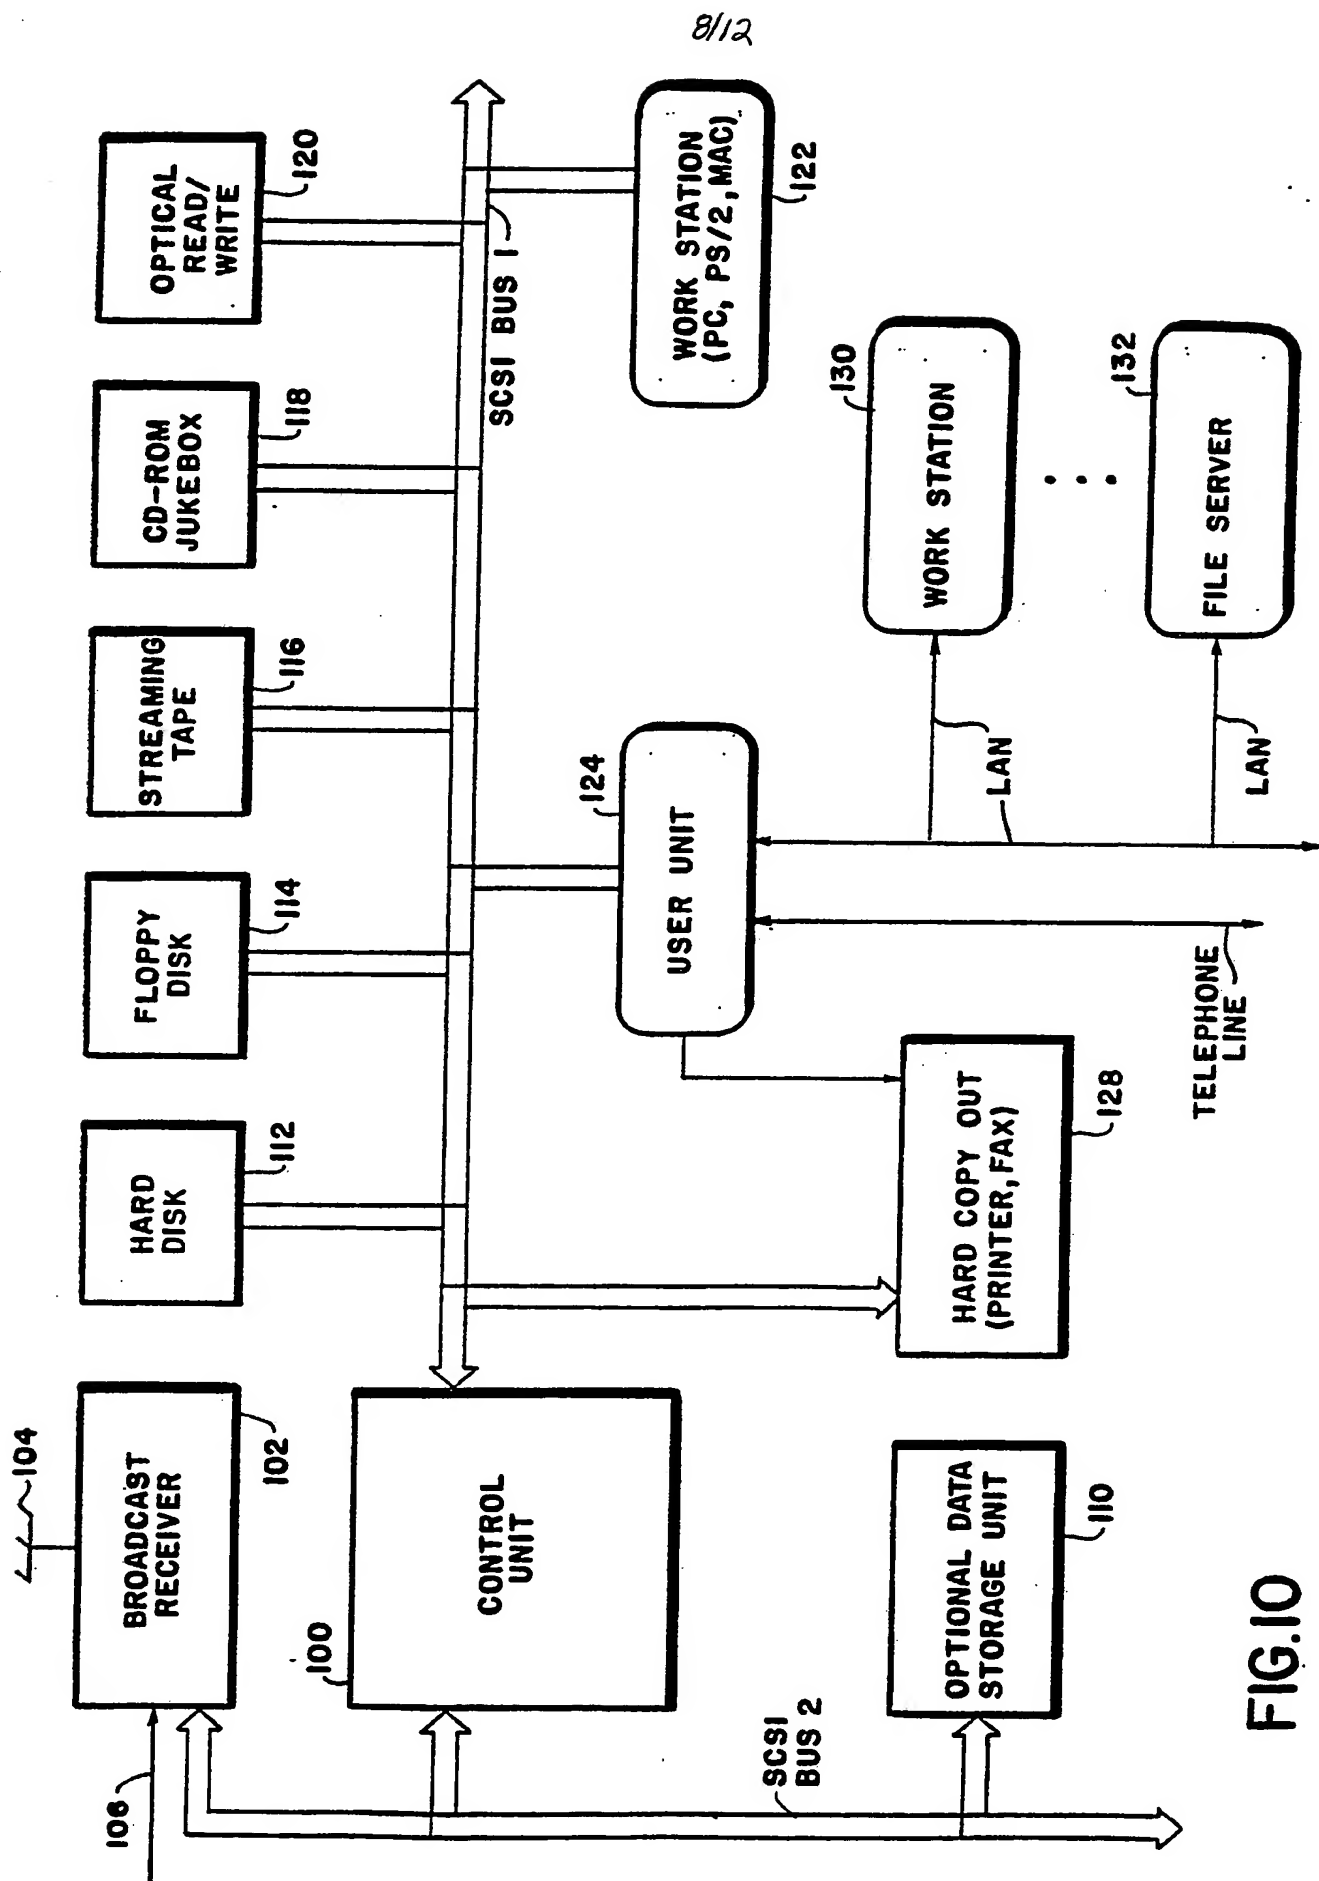 8/12
104
106
BROADCAST
RECEIVER
102
HARD
DISK
112
FLOPPY
DISK
114
STREAMING
TAPE
116
CD-ROM
JUKEBOX
118
OPTICAL
READ/
WRITE
120
100
CONTROL
UNIT
SCSI BUS 1
SCSI
BUS 2
OPTIONAL DATA
STORAGE UNIT
110
HARD COPY OUT
(PRINTER, FAX)
128
USER UNIT
124
WORK STATION
(PC, PS/2, MAC)
122
TELEPHONE
LINE
LAN
LAN
WORK STATION
130
FILE SERVER
132
FIG.10